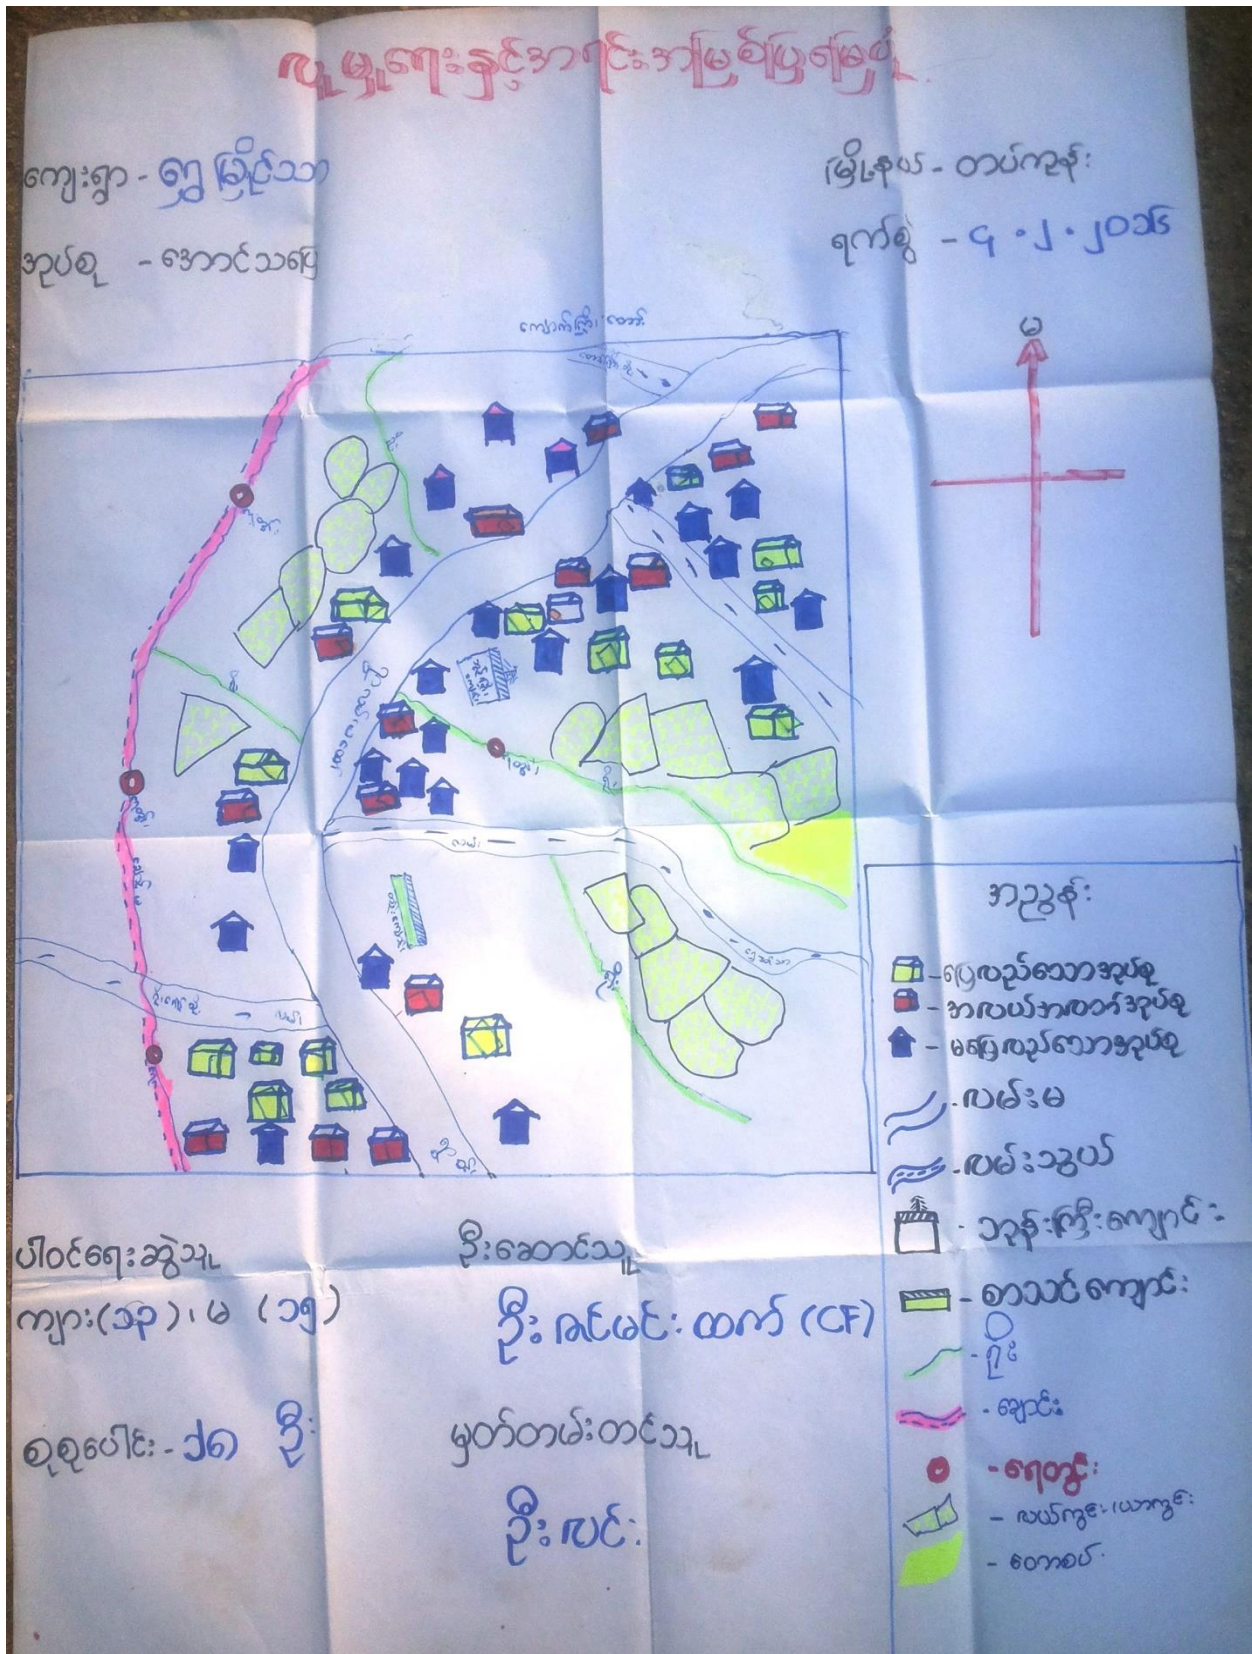 လူမှုရေးနှင့်အရင်းအမြစ်ပြမြေပုံ
ကျေးရွာ - ရွှေမြိုင်သာ
မြို့နယ် - တပ်ကုန်း
အုပ်စု - အောင်သပြေ
ရက်စွဲ - ၄.၂.၂၀၁၆
မ
အညွှန်း
- ပြေလည်သောအုပ်စု
- အလယ်အလတ်အုပ်စု
- မပြေလည်သောအုပ်စု
- လမ်းမ
- လမ်းသွယ်
- ဘုန်းကြီးကျောင်း
- စာသင်ကျောင်း
- ရိုး
- ချောင်း
- ရေတွင်း
- လယ်ကွင်း၊ယာကွင်း
- တောစပ်
ပါဝင်ရေးဆွဲသူ
ကျား(၁၃)၊ မ (၁၅)
စုစုပေါင်း - ၂၈ ဦး
ဦးဆောင်သူ
ဦးဇင်မင်းထက် (CF)
မှတ်တမ်းတင်သူ
ဦးလင်း